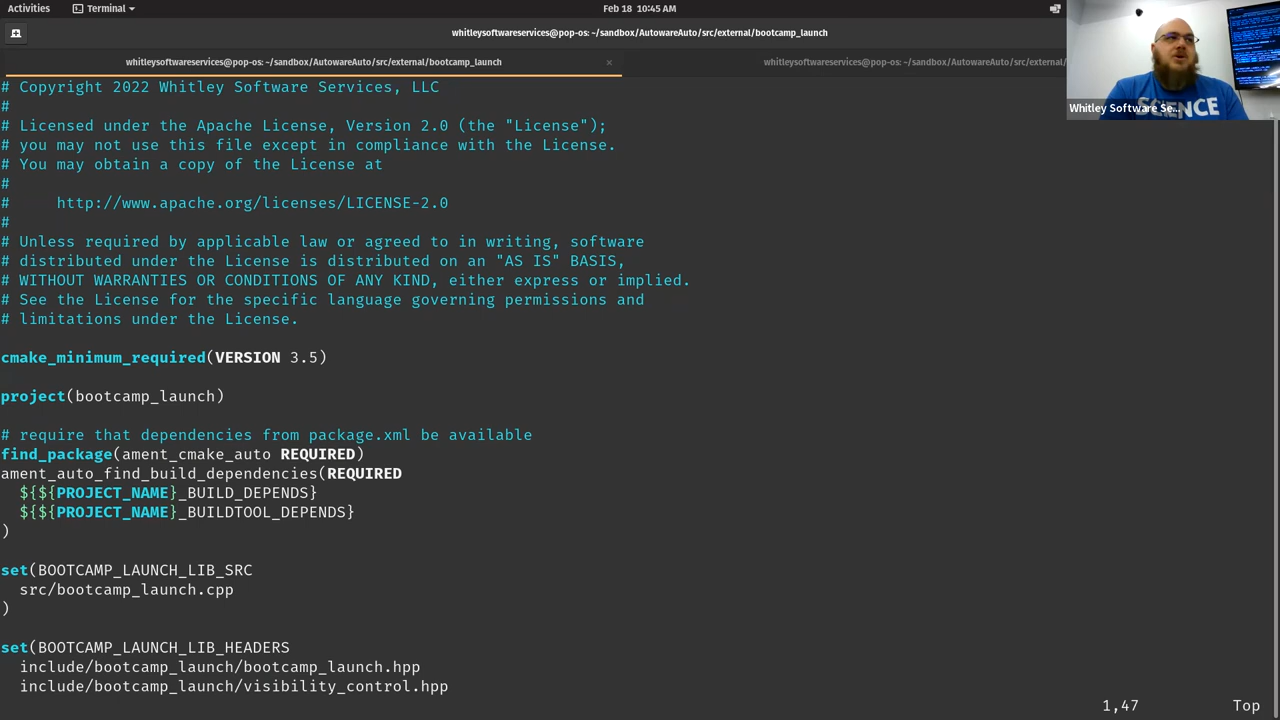 Activities
Terminal
Feb 18 10:45 AM
whitleysoftwareservices@pop-os: ~/sandbox/AutowareAuto/src/external/bootcamp_launch
whitleysoftwareservices@pop-os: ~/sandbox/AutowareAuto/src/external/bootcamp_launch
×
whitleysoftwareservices@pop-os: ~/sandbox/AutowareAuto/src/external/
Whitley Software Se...
SCIENCE
# Copyright 2022 Whitley Software Services, LLC
#
# Licensed under the Apache License, Version 2.0 (the "License");
# you may not use this file except in compliance with the License.
# You may obtain a copy of the License at
#
#     http://www.apache.org/licenses/LICENSE-2.0
#
# Unless required by applicable law or agreed to in writing, software
# distributed under the License is distributed on an "AS IS" BASIS,
# WITHOUT WARRANTIES OR CONDITIONS OF ANY KIND, either express or implied.
# See the License for the specific language governing permissions and
# limitations under the License.
cmake_minimum_required(VERSION 3.5)
project(bootcamp_launch)
# require that dependencies from package.xml be available
find_package(ament_cmake_auto REQUIRED)
ament_auto_find_build_dependencies(REQUIRED
  ${${PROJECT_NAME}_BUILD_DEPENDS}
  ${${PROJECT_NAME}_BUILDTOOL_DEPENDS}
)
set(BOOTCAMP_LAUNCH_LIB_SRC
  src/bootcamp_launch.cpp
)
set(BOOTCAMP_LAUNCH_LIB_HEADERS
  include/bootcamp_launch/bootcamp_launch.hpp
  include/bootcamp_launch/visibility_control.hpp
1,47
Top